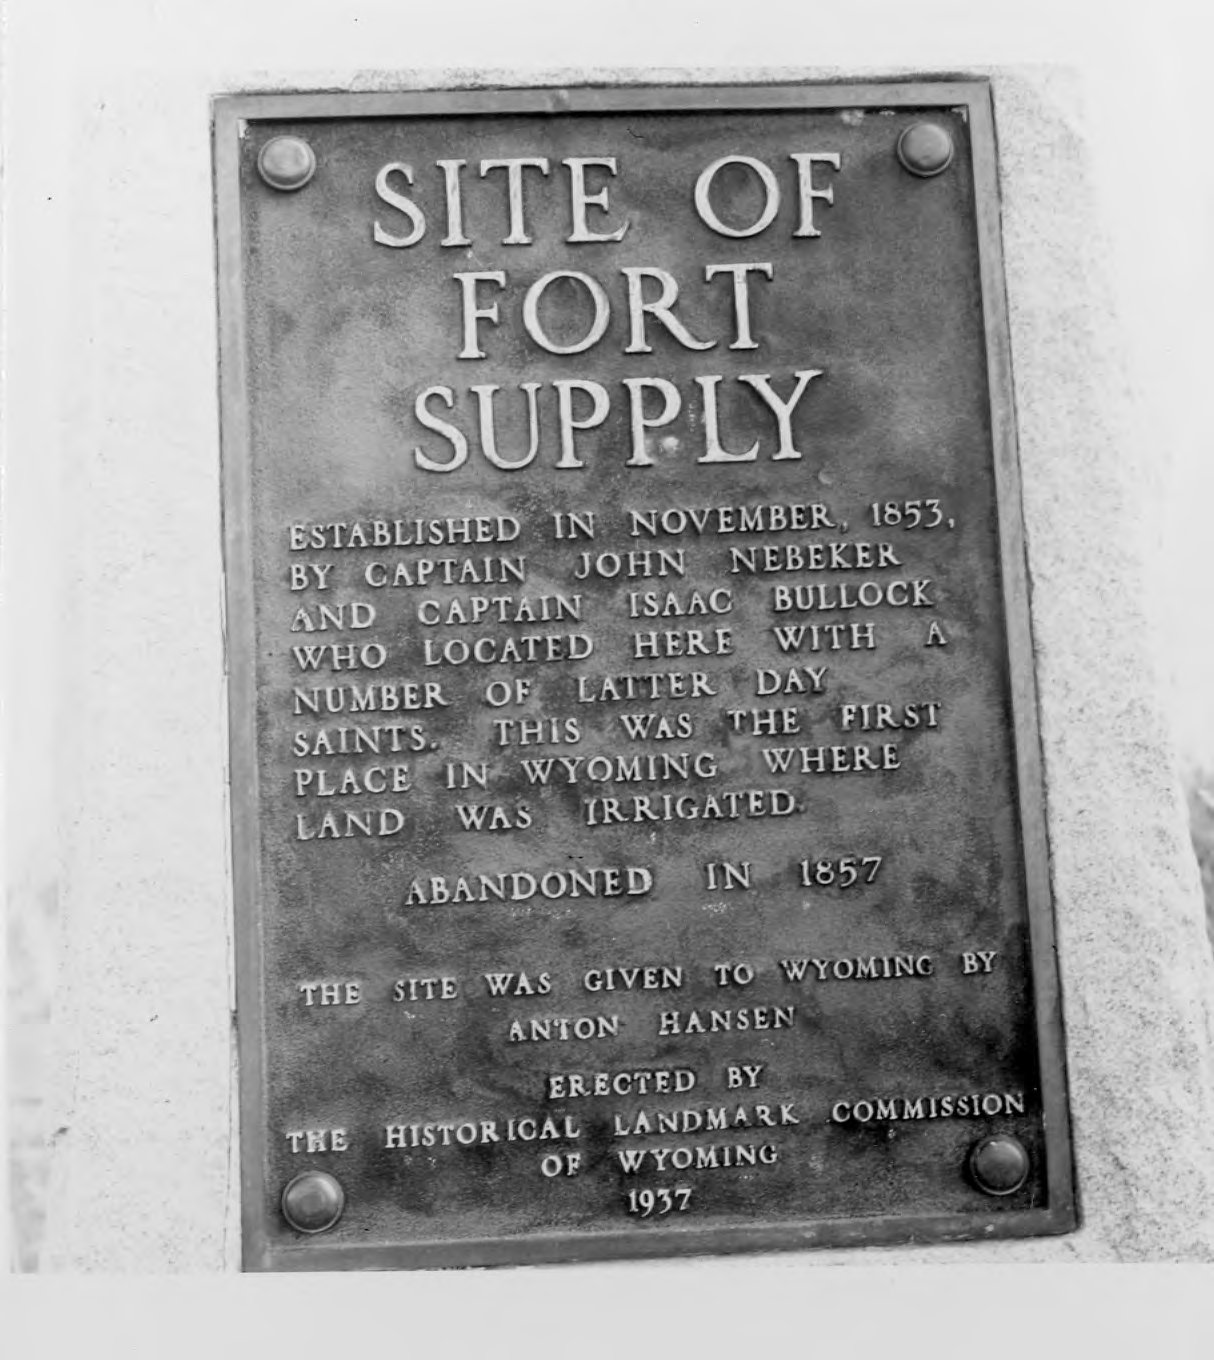 SITE OF
FORT
SUPPLY
ESTABLISHED IN NOVEMBER, 1853,
BY CAPTAIN JOHN NEBEKER
AND CAPTAIN ISAAC BULLOCK
WHO LOCATED HERE WITH A
NUMBER OF LATTER DAY
SAINTS. THIS WAS THE FIRST
PLACE IN WYOMING WHERE
LAND WAS IRRIGATED.
ABANDONED IN 1857
THE SITE WAS GIVEN TO WYOMING BY
ANTON HANSEN
ERECTED BY
THE HISTORICAL LANDMARK COMMISSION
OF WYOMING
1937